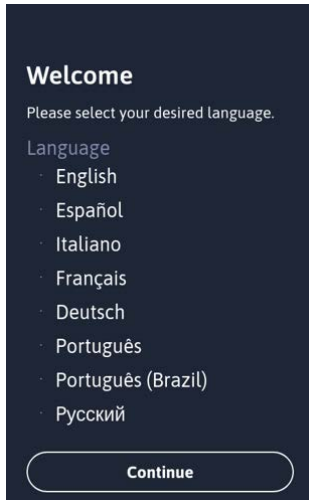 Welcome
Please select your desired language.
Language
English
Español
Italiano
Français
Deutsch
Português
Português (Brazil)
Русский
Continue